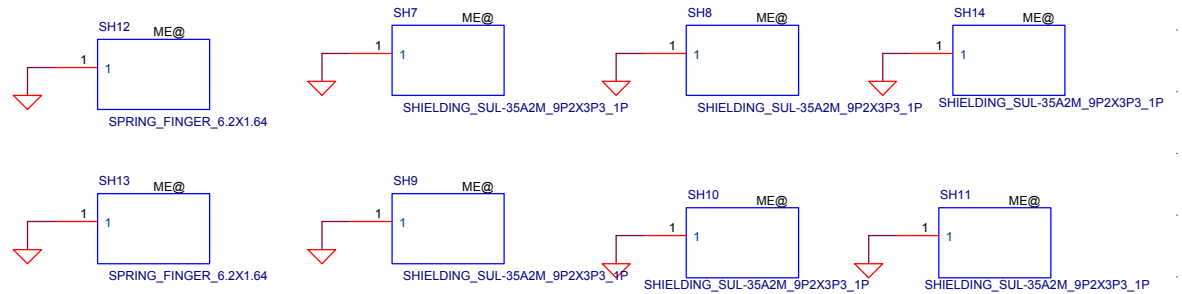 SH12 ME@
1 1
SPRING_FINGER_6.2X1.64
SH7 ME@
1 1
SHIELDING_SUL-35A2M_9P2X3P3_1P
SH8 ME@
1 1
SHIELDING_SUL-35A2M_9P2X3P3_1P
SH14 ME@
1 1
SHIELDING_SUL-35A2M_9P2X3P3_1P
SH13 ME@
1 1
SPRING_FINGER_6.2X1.64
SH9 ME@
1 1
SHIELDING_SUL-35A2M_9P2X3P3_1P
SH10 ME@
1 1
SHIELDING_SUL-35A2M_9P2X3P3_1P
SH11 ME@
1 1
SHIELDING_SUL-35A2M_9P2X3P3_1P